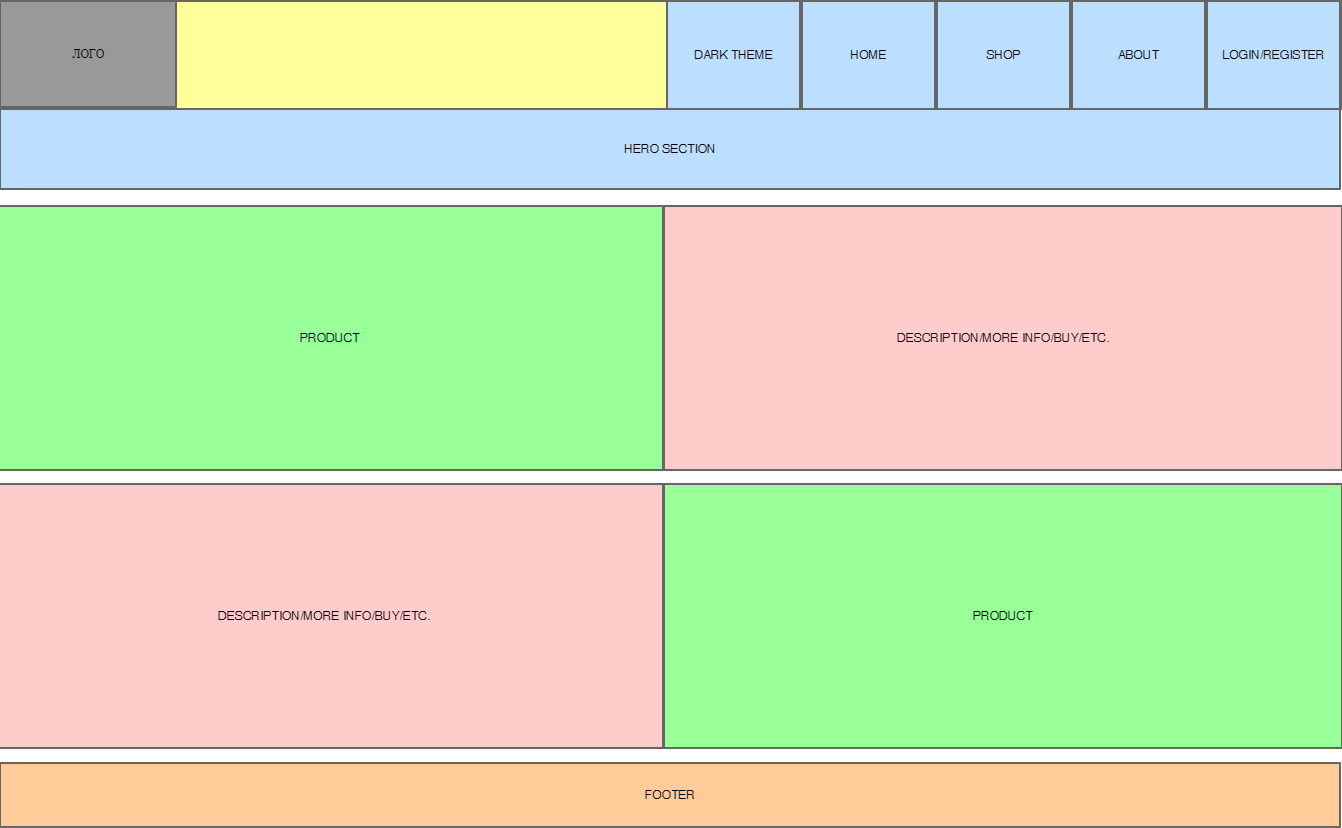 ЛОГО
DARK THEME
HOME
SHOP
ABOUT
LOGIN/REGISTER
HERO SECTION
PRODUCT
DESCRIPTION/MORE INFO/BUY/ETC.
DESCRIPTION/MORE INFO/BUY/ETC.
PRODUCT
FOOTER